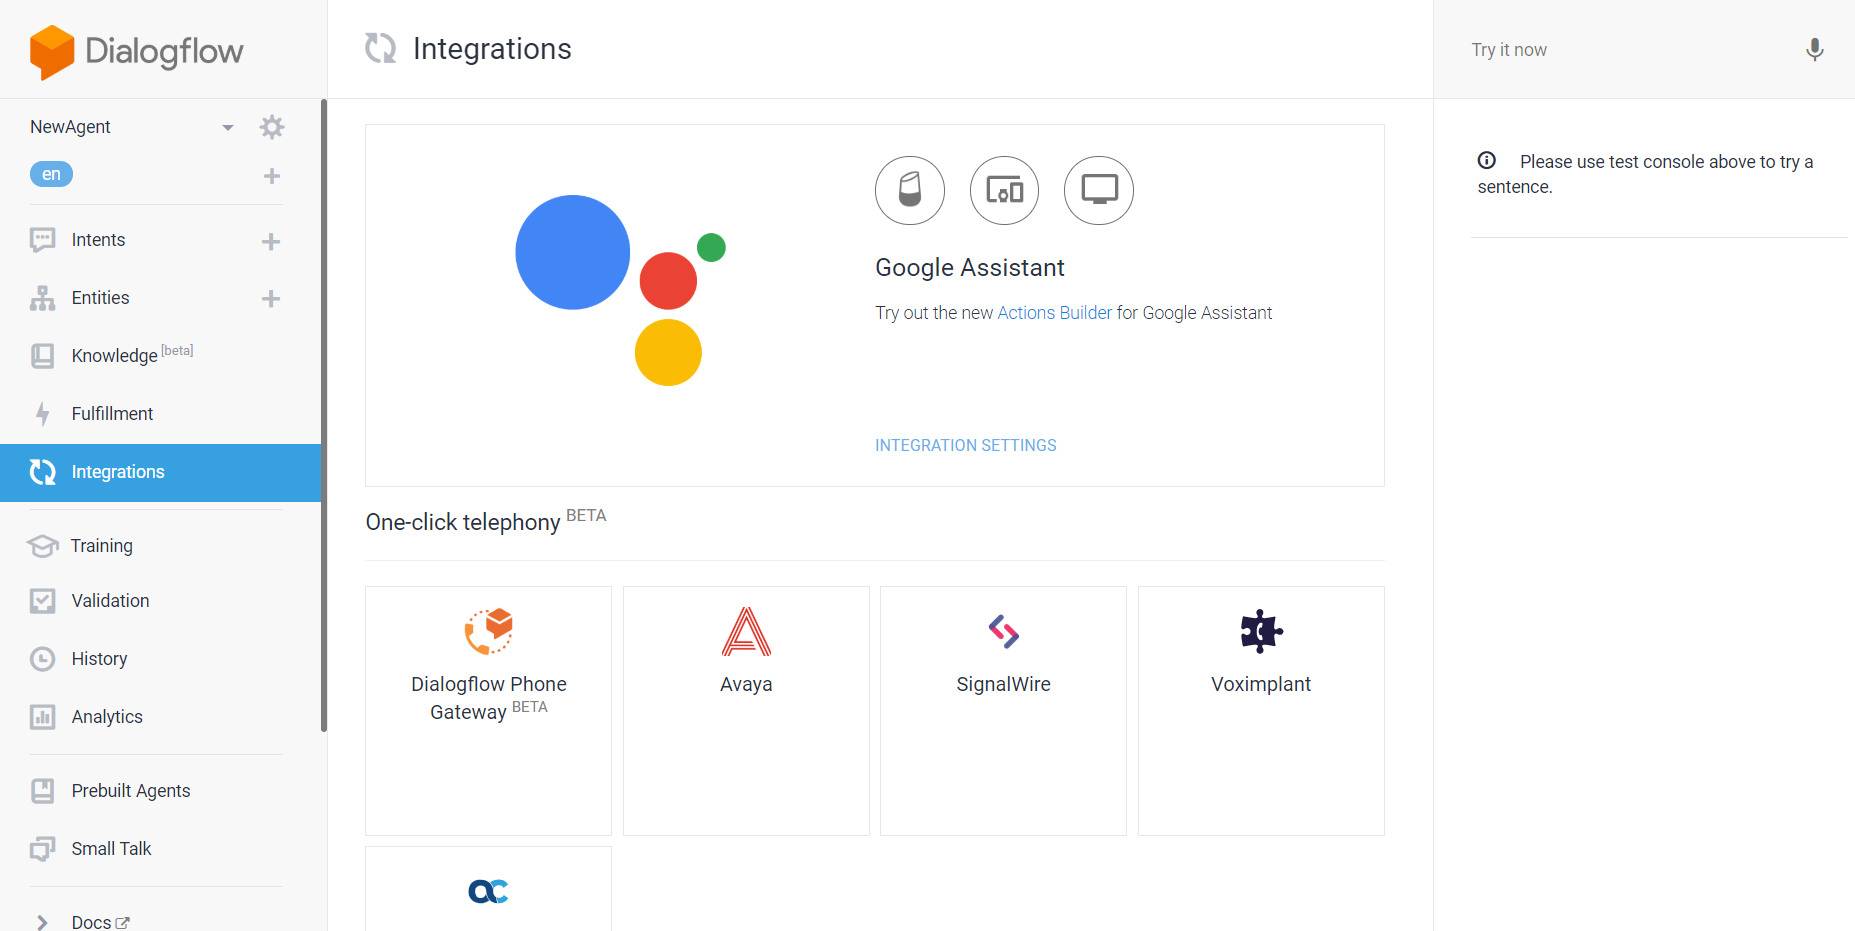 Dialogflow
NewAgent
en
Intents
Entities
Knowledge [beta]
Fulfillment
Integrations
Training
Validation
History
Analytics
Prebuilt Agents
Small Talk
Docs
Integrations
Google Assistant
Try out the new Actions Builder for Google Assistant
INTEGRATION SETTINGS
One-click telephony BETA
Dialogflow Phone
Gateway BETA
Avaya
SignalWire
Voximplant
ac
Try it now
Please use test console above to try a
sentence.